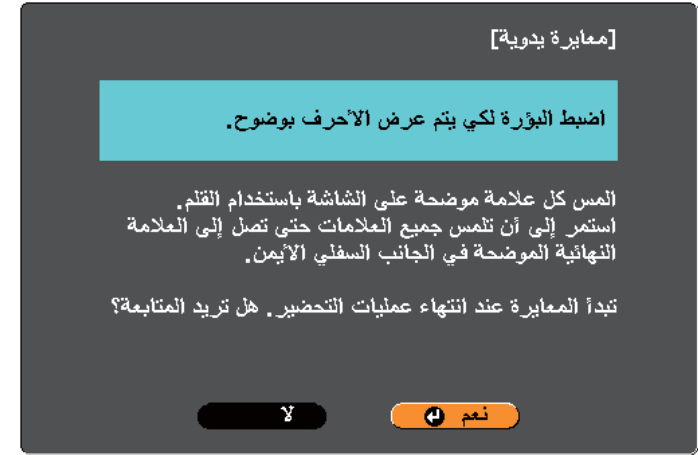 [معايرة يدوية]
اضبط البؤرة لكي يتم عرض الأحرف بوضوح.
المس كل علامة موضحة على الشاشة باستخدام القلم.
استمر إلى أن تلمس جميع العلامات حتى تصل إلى العلامة
النهائية الموضحة في الجانب السفلي الأيمن.
تبدأ المعايرة عند انتهاء عمليات التحضير. هل تريد المتابعة؟
نعم
لا